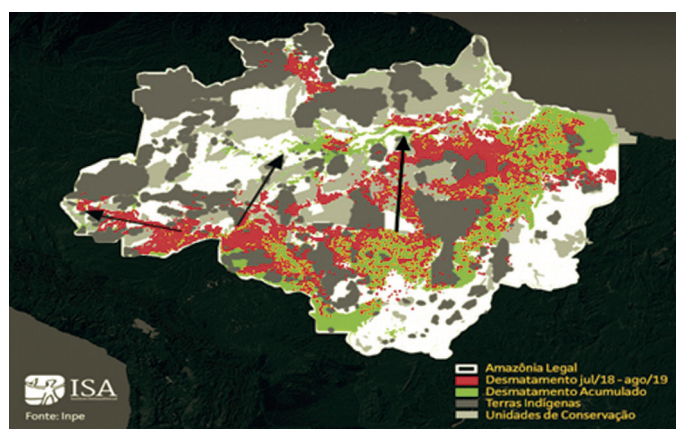 Amazônia Legal
Desmatamento jul/18 - ago/19
Desmatamento Acumulado
Terras Indígenas
Unidades de Conservação
ISA
Fonte: Inpe